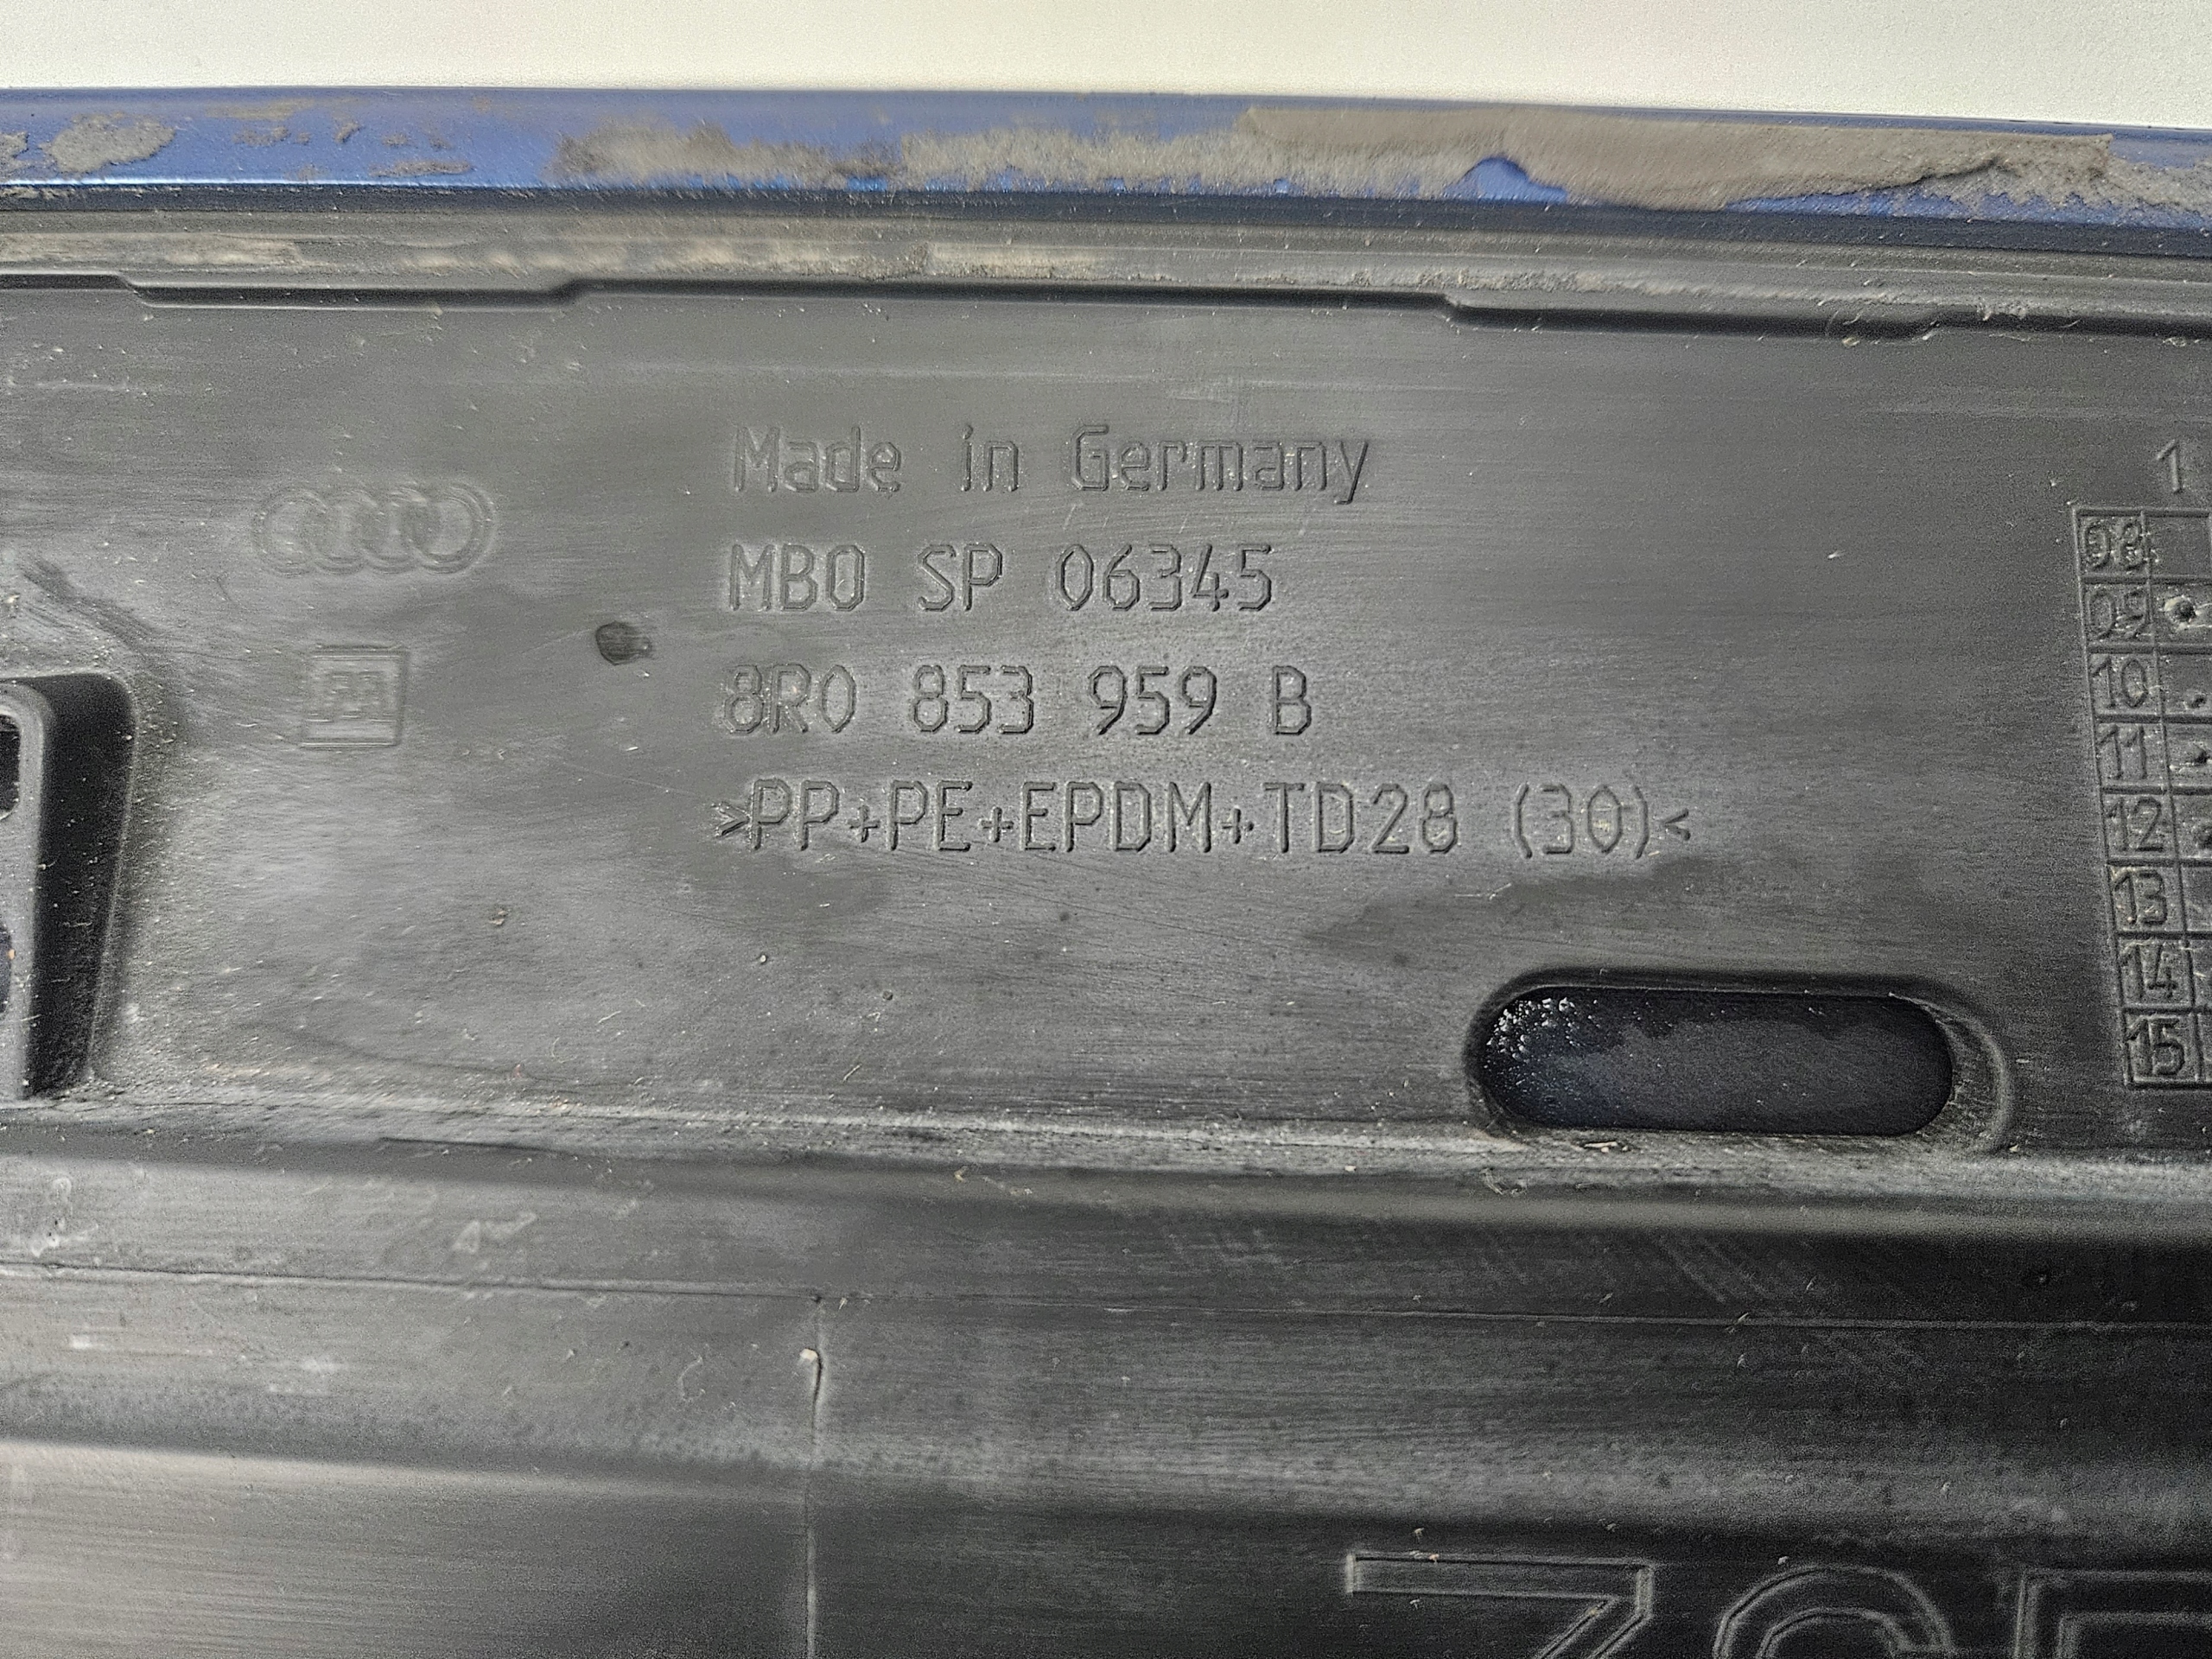 Made in Germany
MBO SP 06345
8R0 853 959 B
>PP+PE+EPDM+TD28 (30)<
1
08
09
10
11
12
13
14
15